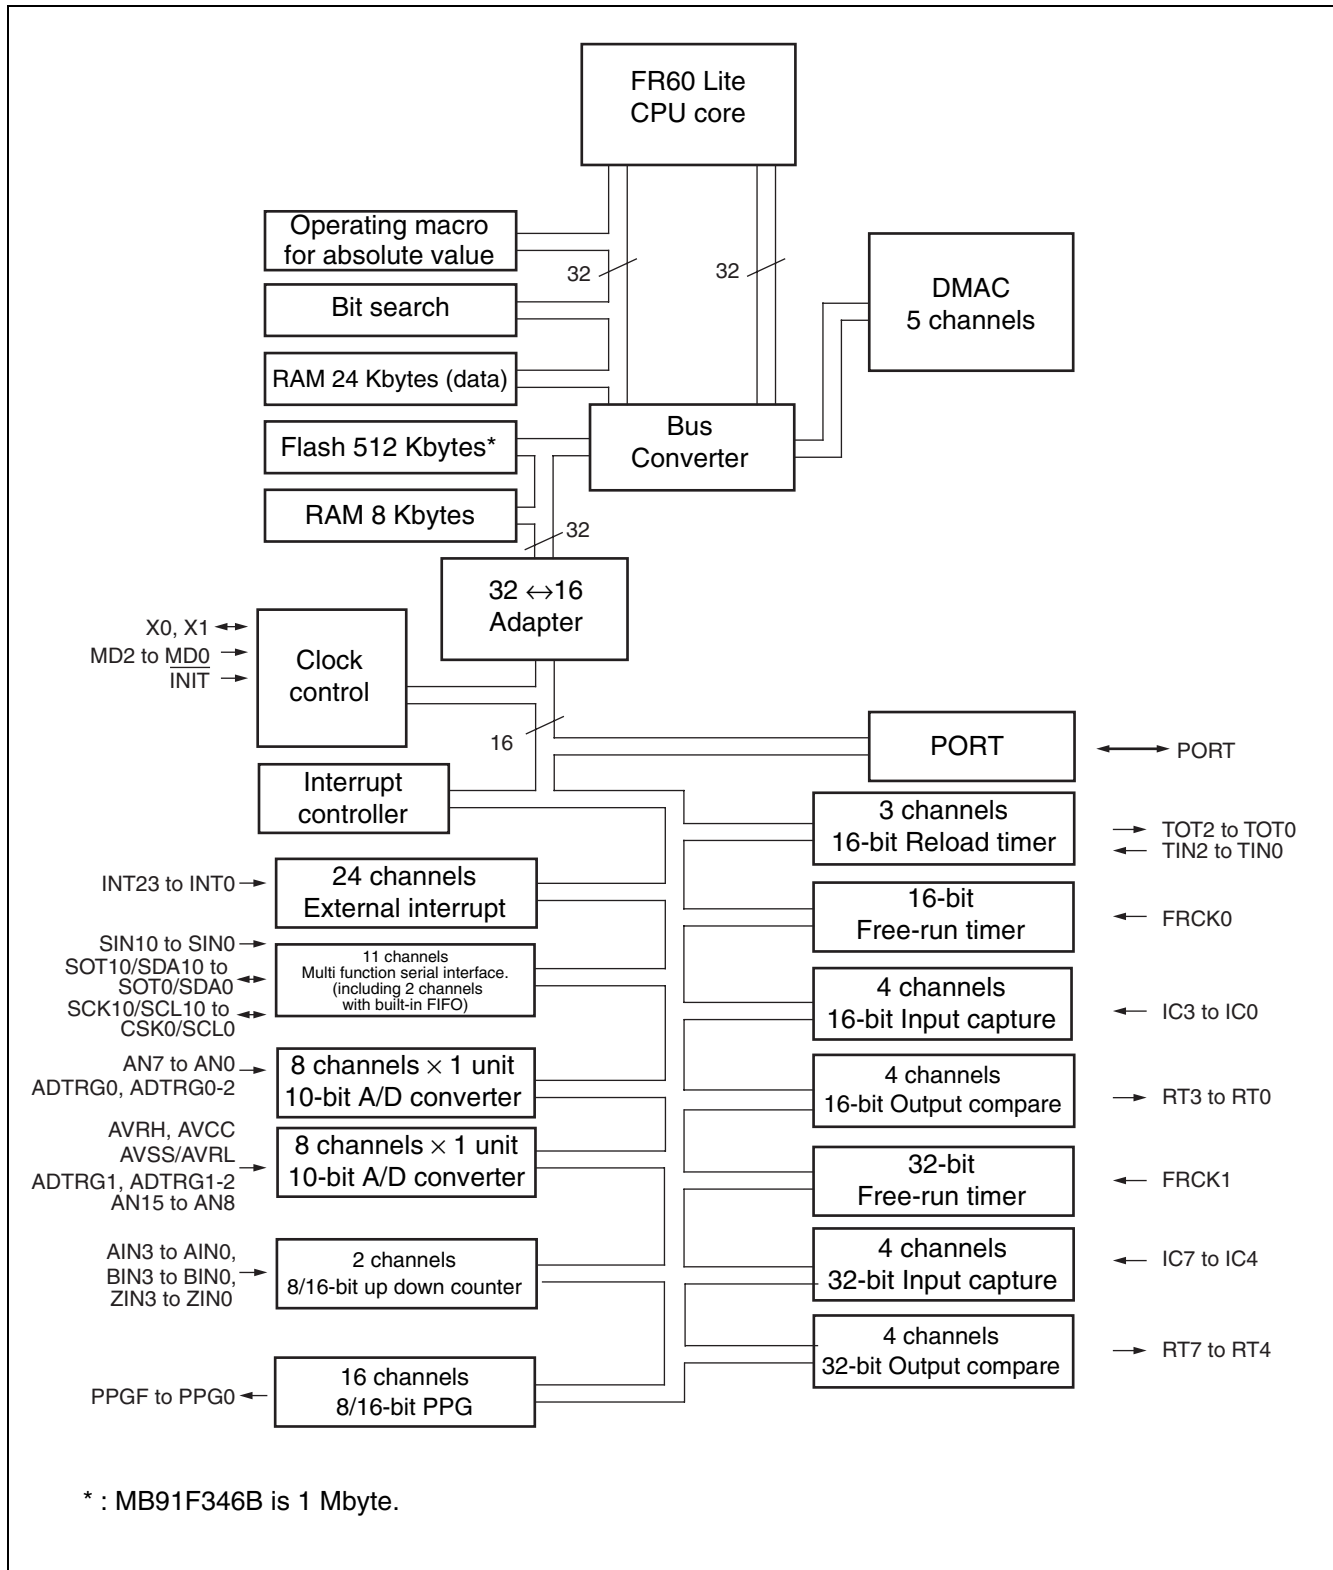 FR60 Lite
CPU core
Operating macro
for absolute value
32
32
DMAC
5 channels
Bit search
RAM 24 Kbytes (data)
Bus
Converter
Flash 512 Kbytes*
RAM 8 Kbytes
32
32 ↔16
Adapter
X0, X1
MD2 to MD0
INIT
Clock
control
16
PORT
PORT
Interrupt
controller
3 channels
16-bit Reload timer
TOT2 to TOT0
TIN2 to TIN0
INT23 to INT0
24 channels
External interrupt
16-bit
Free-run timer
FRCK0
SIN10 to SIN0
SOT10/SDA10 to
SOT0/SDA0
SCK10/SCL10 to
CSK0/SCL0
11 channels
Multi function serial interface.
(including 2 channels
with built-in FIFO)
4 channels
16-bit Input capture
IC3 to IC0
AN7 to AN0
ADTRG0, ADTRG0-2
8 channels × 1 unit
10-bit A/D converter
4 channels
16-bit Output compare
RT3 to RT0
AVRH, AVCC
AVSS/AVRL
ADTRG1, ADTRG1-2
AN15 to AN8
8 channels × 1 unit
10-bit A/D converter
32-bit
Free-run timer
FRCK1
AIN3 to AIN0,
BIN3 to BIN0,
ZIN3 to ZIN0
2 channels
8/16-bit up down counter
4 channels
32-bit Input capture
IC7 to IC4
4 channels
32-bit Output compare
RT7 to RT4
PPGF to PPG0
16 channels
8/16-bit PPG
* : MB91F346B is 1 Mbyte.